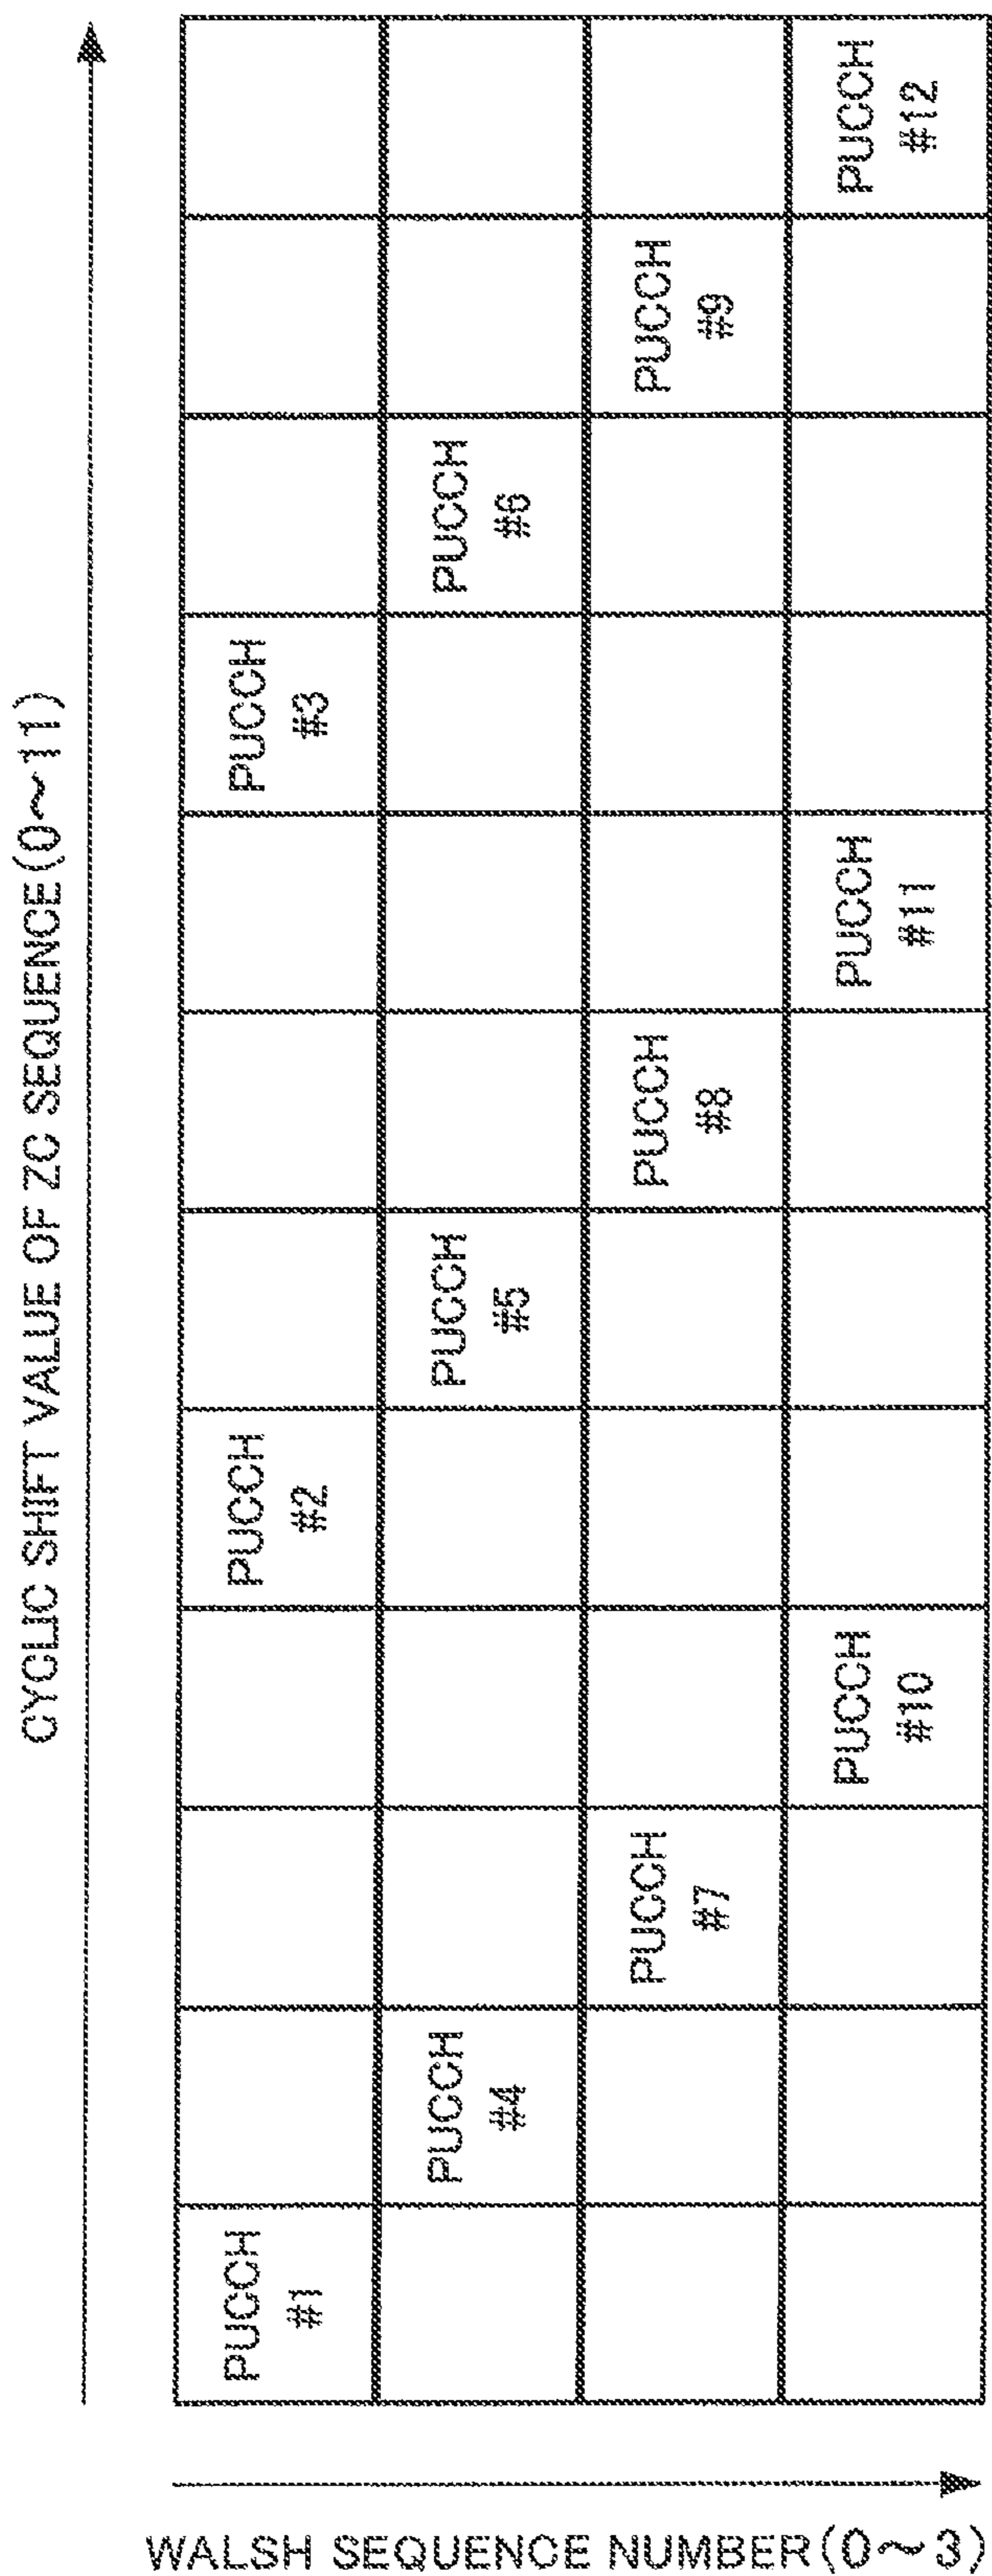 CYCLIC SHIFT VALUE OF ZC SEQUENCE(0~11)
WALSH SEQUENCE NUMBER(0~3)
PUCCH
#1
PUCCH
#2
PUCCH
#3
PUCCH
#4
PUCCH
#5
PUCCH
#6
PUCCH
#7
PUCCH
#8
PUCCH
#9
PUCCH
#10
PUCCH
#11
PUCCH
#12